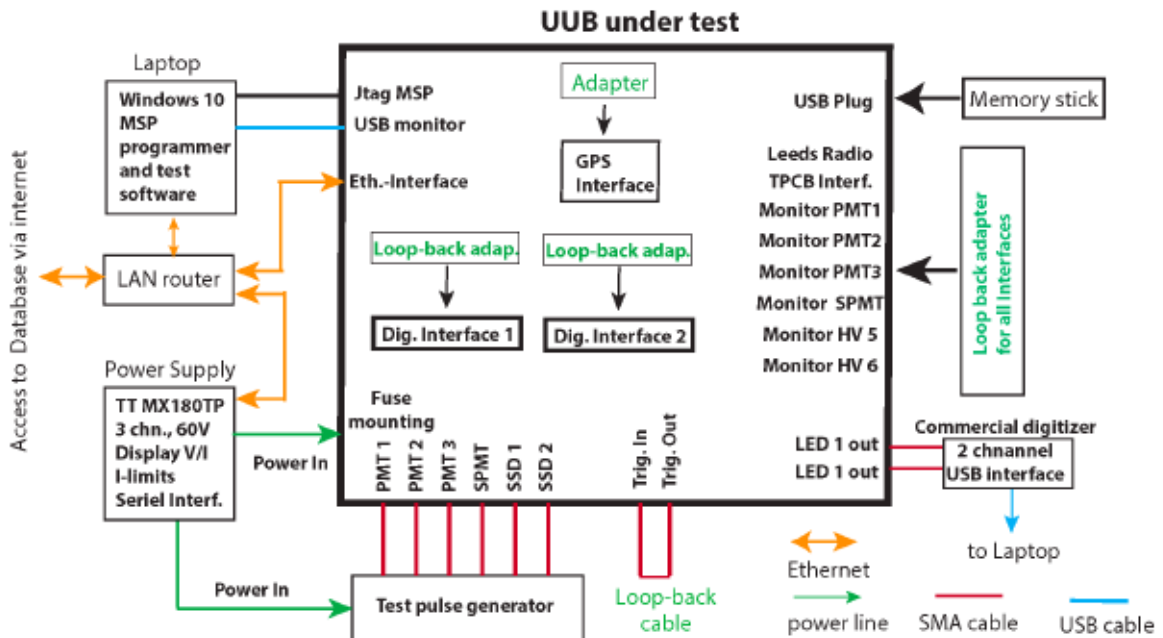 UUB under test
Laptop
Windows 10
MSP
programmer
and test
software
Jtag MSP
USB monitor
Eth.-Interface
Adapter
GPS
Interface
USB Plug
Memory stick
Leeds Radio
TPCB Interf.
Monitor PMT1
Monitor PMT2
Monitor PMT3
Monitor SPMT
Monitor HV 5
Monitor HV 6
Loop back adapter
for all Interfaces
Access to Database via internet
LAN router
Loop-back adap.
Loop-back adap.
Dig. Interface 1
Dig. Interface 2
Power Supply
TT MX180TP
3 chn., 60V
Display V/I
I-limits
Seriel Interf.
Fuse
mounting
Power In
PMT 1
PMT 2
PMT 3
SPMT
SSD 1
SSD 2
Trig. In
Trig. Out
LED 1 out
LED 1 out
Commercial digitizer
2 chnannel
USB interface
to Laptop
Power In
Test pulse generator
Loop-back
cable
Ethernet
power line
SMA cable
USB cable